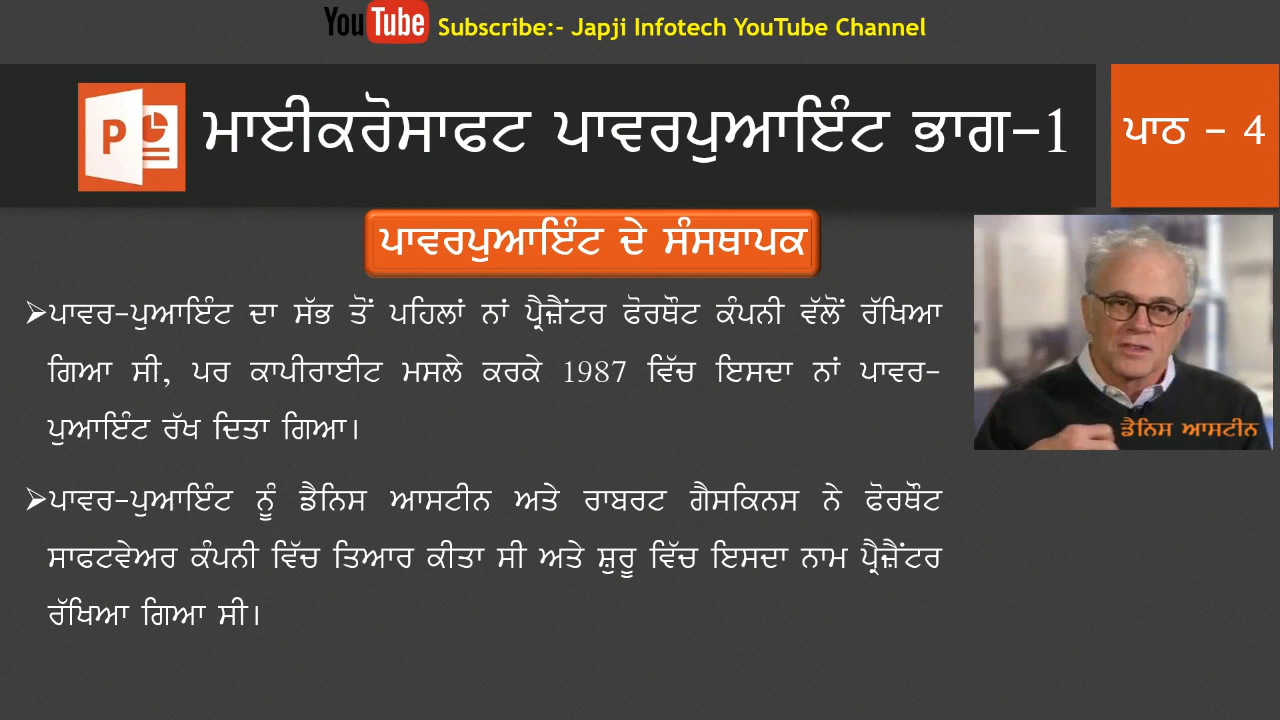 YouTube Subscribe:- Japji Infotech YouTube Channel
P ਮਾਈਕਰੋਸਾਫਟ ਪਾਵਰਪੁਆਇੰਟ ਭਾਗ-1
ਪਾਠ - 4
ਪਾਵਰਪੁਆਇੰਟ ਦੇ ਸੰਸਥਾਪਕ
➢ਪਾਵਰ-ਪੁਆਇੰਟ ਦਾ ਸੱਭ ਤੋਂ ਪਹਿਲਾਂ ਨਾਂ ਪ੍ਰੈਜ਼ੈਂਟਰ ਫੋਰਥੌਟ ਕੰਪਨੀ ਵੱਲੋਂ ਰੱਖਿਆ
ਗਿਆ ਸੀ, ਪਰ ਕਾਪੀਰਾਈਟ ਮਸਲੇ ਕਰਕੇ 1987 ਵਿੱਚ ਇਸਦਾ ਨਾਂ ਪਾਵਰ-
ਪੁਆਇੰਟ ਰੱਖ ਦਿਤਾ ਗਿਆ।
➢ਪਾਵਰ-ਪੁਆਇੰਟ ਨੂੰ ਡੈਨਿਸ ਆਸਟੀਨ ਅਤੇ ਰਾਬਰਟ ਗੈਸਕਿਨਸ ਨੇ ਫੋਰਥੌਟ
ਸਾਫਟਵੇਅਰ ਕੰਪਨੀ ਵਿੱਚ ਤਿਆਰ ਕੀਤਾ ਸੀ ਅਤੇ ਸ਼ੁਰੂ ਵਿੱਚ ਇਸਦਾ ਨਾਮ ਪ੍ਰੈਜ਼ੈਂਟਰ
ਰੱਖਿਆ ਗਿਆ ਸੀ।
ਡੈਨਿਸ ਆਸਟੀਨ